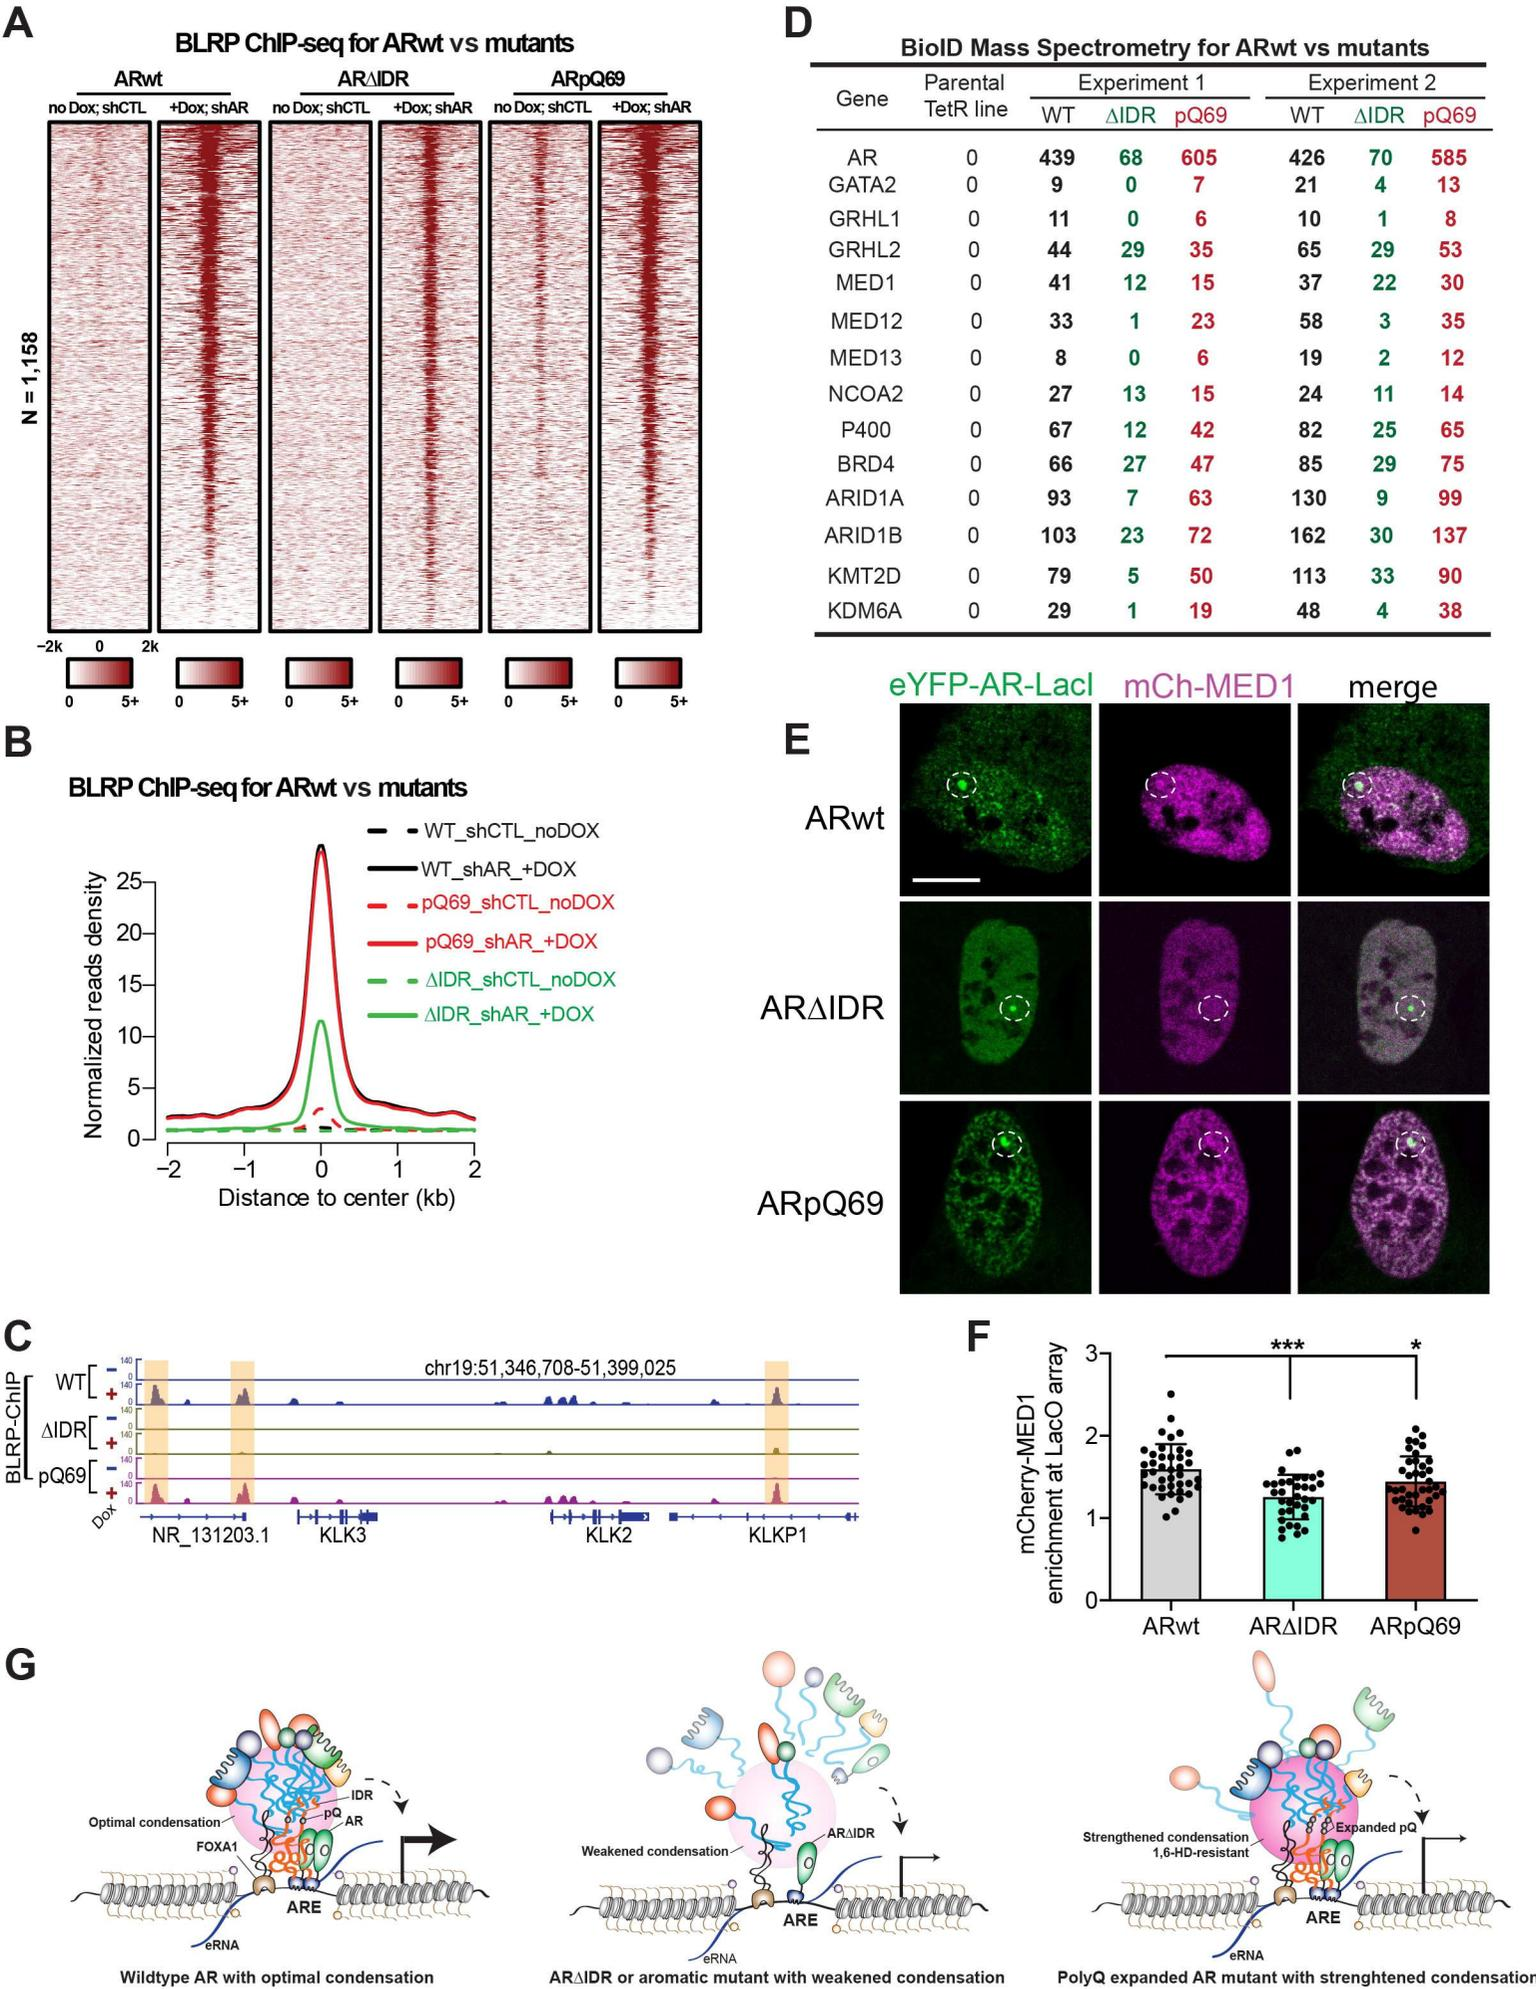 A
BLRP ChIP-seq for ARwt vs mutants
ARwt ARΔIDR ARpQ69
no Dox; shCTL +Dox; shAR no Dox; shCTL +Dox; shAR no Dox; shCTL +Dox; shAR
N = 1,158
−2k 0 2k
0 5+ 0 5+ 0 5+ 0 5+ 0 5+ 0 5+
B
BLRP ChIP-seq for ARwt vs mutants
WT_shCTL_noDOX
WT_shAR_+DOX
pQ69_shCTL_noDOX
pQ69_shAR_+DOX
ΔIDR_shCTL_noDOX
ΔIDR_shAR_+DOX
Normalized reads density
25
20
15
10
5
0
−2 −1 0 1 2
Distance to center (kb)
C
chr19:51,346,708-51,399,025
BLRP-ChIP
WT − 140 0
+ 140 0
ΔIDR − 140 0
+ 140 0
pQ69 − 140 0
+ 140 0
Dox
NR_131203.1 KLK3 KLK2 KLKP1
D
BioID Mass Spectrometry for ARwt vs mutants
Gene Parental TetR line Experiment 1 Experiment 2
WT ΔIDR pQ69 WT ΔIDR pQ69
AR 0 439 68 605 426 70 585
GATA2 0 9 0 7 21 4 13
GRHL1 0 11 0 6 10 1 8
GRHL2 0 44 29 35 65 29 53
MED1 0 41 12 15 37 22 30
MED12 0 33 1 23 58 3 35
MED13 0 8 0 6 19 2 12
NCOA2 0 27 13 15 24 11 14
P400 0 67 12 42 82 25 65
BRD4 0 66 27 47 85 29 75
ARID1A 0 93 7 63 130 9 99
ARID1B 0 103 23 72 162 30 137
KMT2D 0 79 5 50 113 33 90
KDM6A 0 29 1 19 48 4 38
E
eYFP-AR-LacI mCh-MED1 merge
ARwt
ARΔIDR
ARpQ69
F
mCherry-MED1
enrichment at LacO array
3
2
1
0
*** *
ARwt ARΔIDR ARpQ69
G
Optimal condensation
IDR
pQ
AR
FOXA1
ARE
eRNA
Wildtype AR with optimal condensation
Weakened condensation
ARΔIDR
ARE
eRNA
ARΔIDR or aromatic mutant with weakened condensation
Strengthened condensation
1,6-HD-resistant
Expanded pQ
ARE
eRNA
PolyQ expanded AR mutant with strenghtened condensation